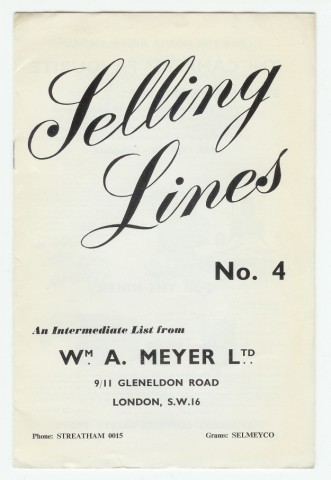 Selling
Lines
No. 4
An Intermediate List from
Wᴹ. A. MEYER Lᵀᴰ.
9/11 GLENELDON ROAD
LONDON, S.W.16
Phone: STREATHAM 0015 Grams: SELMEYCO